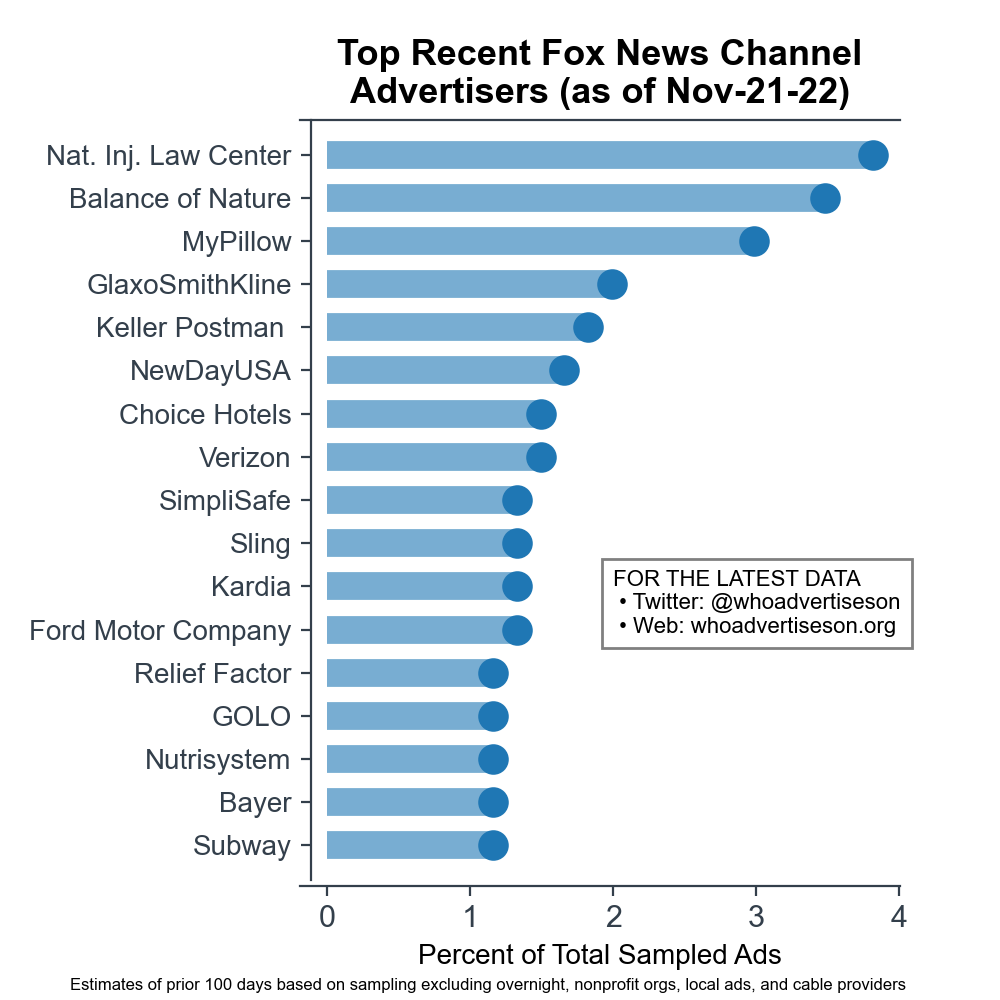 Top Recent Fox News Channel
Advertisers (as of Nov-21-22)
Nat. Inj. Law Center
Balance of Nature
MyPillow
GlaxoSmithKline
Keller Postman
NewDayUSA
Choice Hotels
Verizon
SimpliSafe
Sling
Kardia
Ford Motor Company
Relief Factor
GOLO
Nutrisystem
Bayer
Subway
FOR THE LATEST DATA
• Twitter: @whoadvertiseson
• Web: whoadvertiseson.org
0 1 2 3 4
Percent of Total Sampled Ads
Estimates of prior 100 days based on sampling excluding overnight, nonprofit orgs, local ads, and cable providers